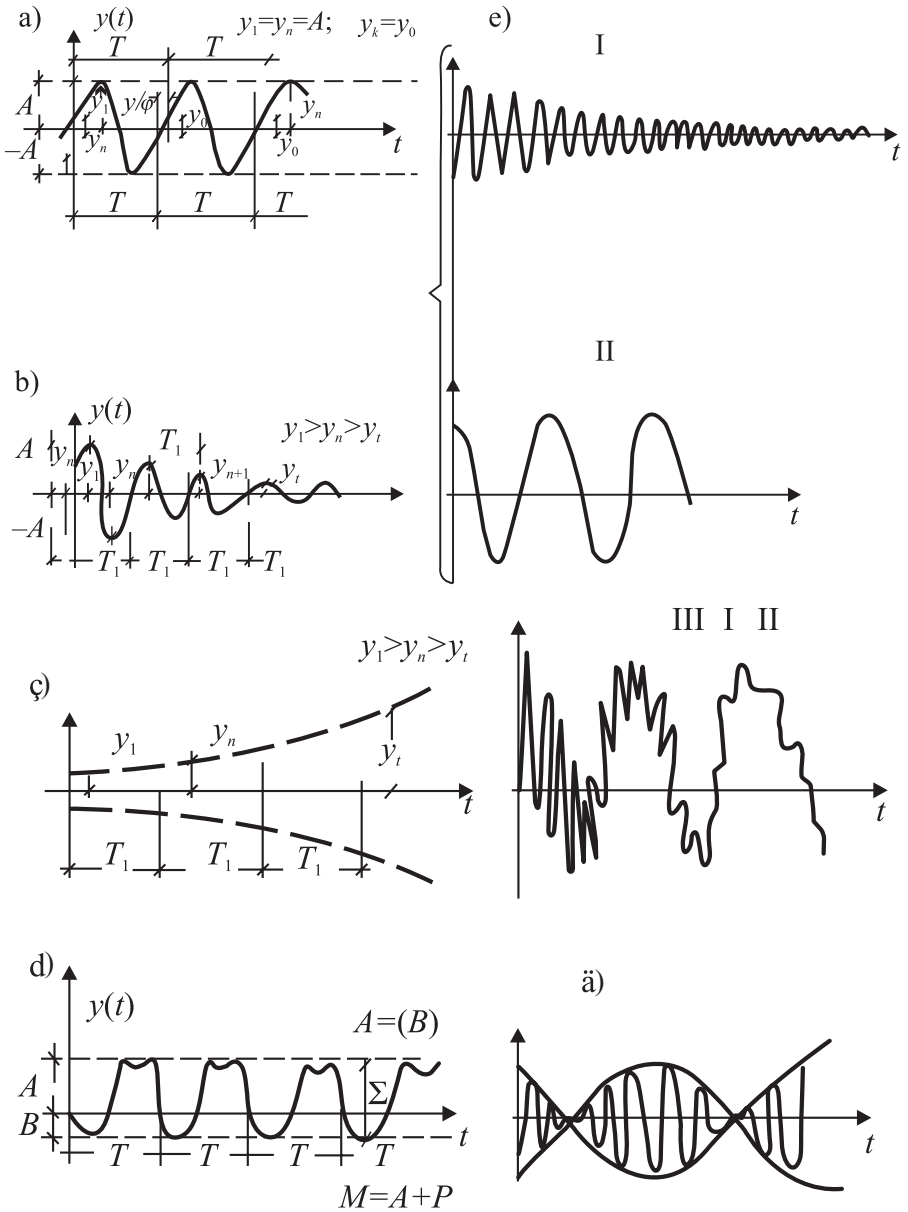 a)
y(t)
y₁=yₙ=A; yₖ=y₀
T T
A
y₁ y/φ̄ y₀ yₙ
yₙ y₀ t
–A
T T T
e)
I
t
II
t
b)
y(t)
y₁>yₙ>yₜ
A yₙ y₁ yₙ T₁ yₙ₊₁ yₜ
–A
T₁ T₁ T₁ T₁
ç)
y₁>yₙ>yₜ
y₁ yₙ
yₜ
t
T₁ T₁ T₁
III I II
t
d)
y(t)
A=(B)
A
Σ
B
t
T T T T
M=A+P
ä)
t